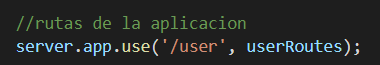 //rutas de la aplicacion
server.app.use('/user', userRoutes);